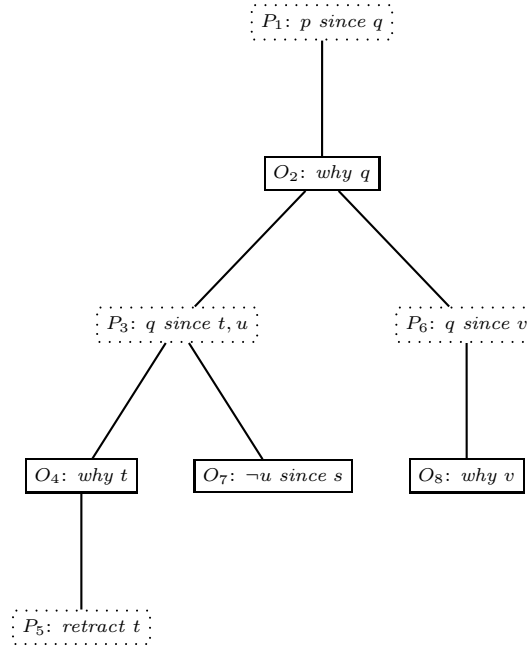 P₁: p since q
O₂: why q
P₃: q since t, u
P₆: q since v
O₄: why t
O₇: ¬u since s
O₈: why v
P₅: retract t